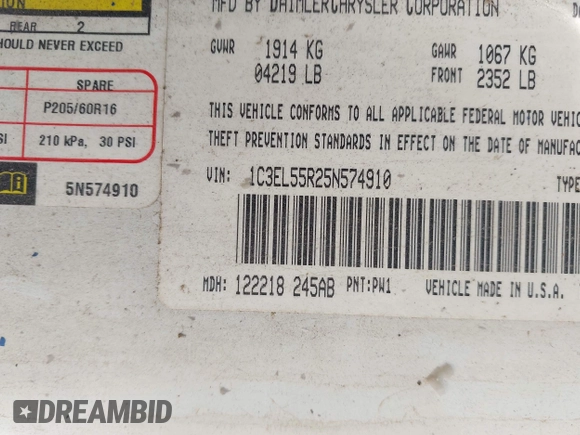 TION
REAR 2
HOULD NEVER EXCEED
SPARE
P205/60R16
SI 210 kPa, 30 PSI
5N574910
MFD BY DAIMLERCHRYSLER CORPORATION
GVWR 1914 KG GAWR 1067 KG
04219 LB FRONT 2352 LB
THIS VEHICLE CONFORMS TO ALL APPLICABLE FEDERAL MOTOR VEHIC
THEFT PREVENTION STANDARDS IN EFFECT ON THE DATE OF MANUFAC
VIN: 1C3EL55R25N574910 TYPE
MDH: 122218 245AB PNT:PW1 VEHICLE MADE IN U.S.A.
DREAMBID